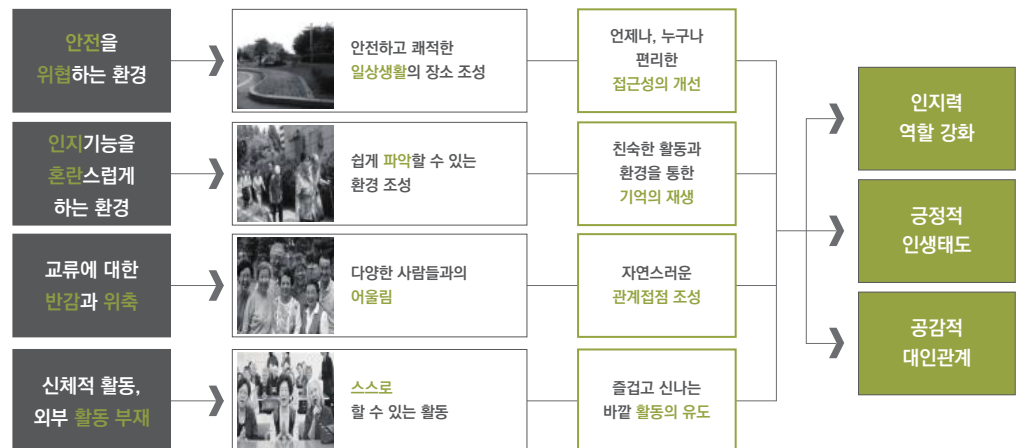 안전을
위협하는 환경
안전하고 쾌적한
일상생활의 장소 조성
언제나, 누구나
편리한
접근성의 개선
인지기능을
혼란스럽게
하는 환경
쉽게 파악할 수 있는
환경 조성
친숙한 활동과
환경을 통한
기억의 재생
교류에 대한
반감과 위축
다양한 사람들과의
어울림
자연스러운
관계접점 조성
신체적 활동,
외부 활동 부재
스스로
할 수 있는 활동
즐겁고 신나는
바깥 활동의 유도
인지력
역할 강화
긍정적
인생태도
공감적
대인관계